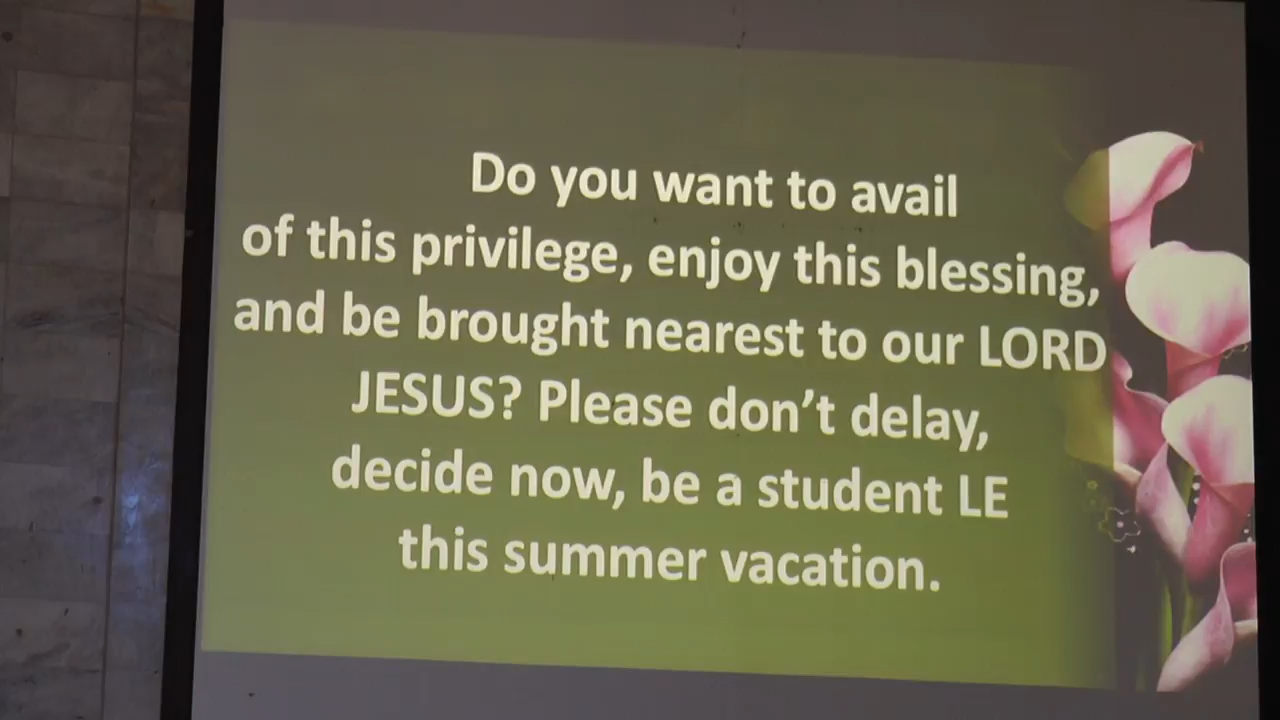 Do you want to avail
of this privilege, enjoy this blessing,
and be brought nearest to our LORD
JESUS? Please don’t delay,
decide now, be a student LE
this summer vacation.